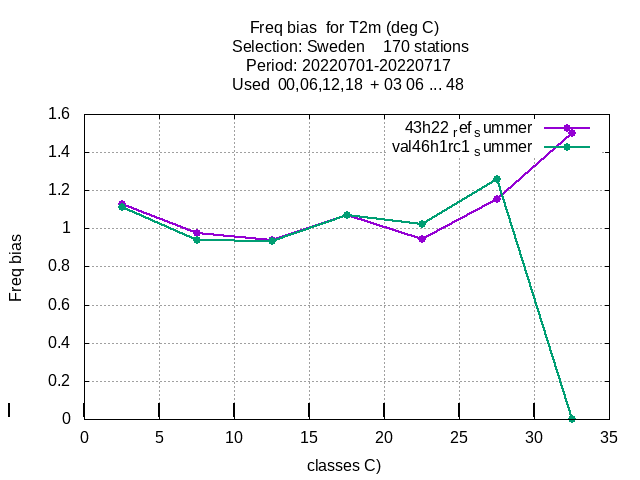 Freq bias  for T2m (deg C)
Selection: Sweden    170 stations
Period: 20220701-20220717
Used  00,06,12,18  + 03 06 ... 48
43h22 ref summer
val46h1rc1 summer
1.6
1.4
1.2
1
0.8
0.6
0.4
0.2
0
Freq bias
0 5 10 15 20 25 30 35
classes C)